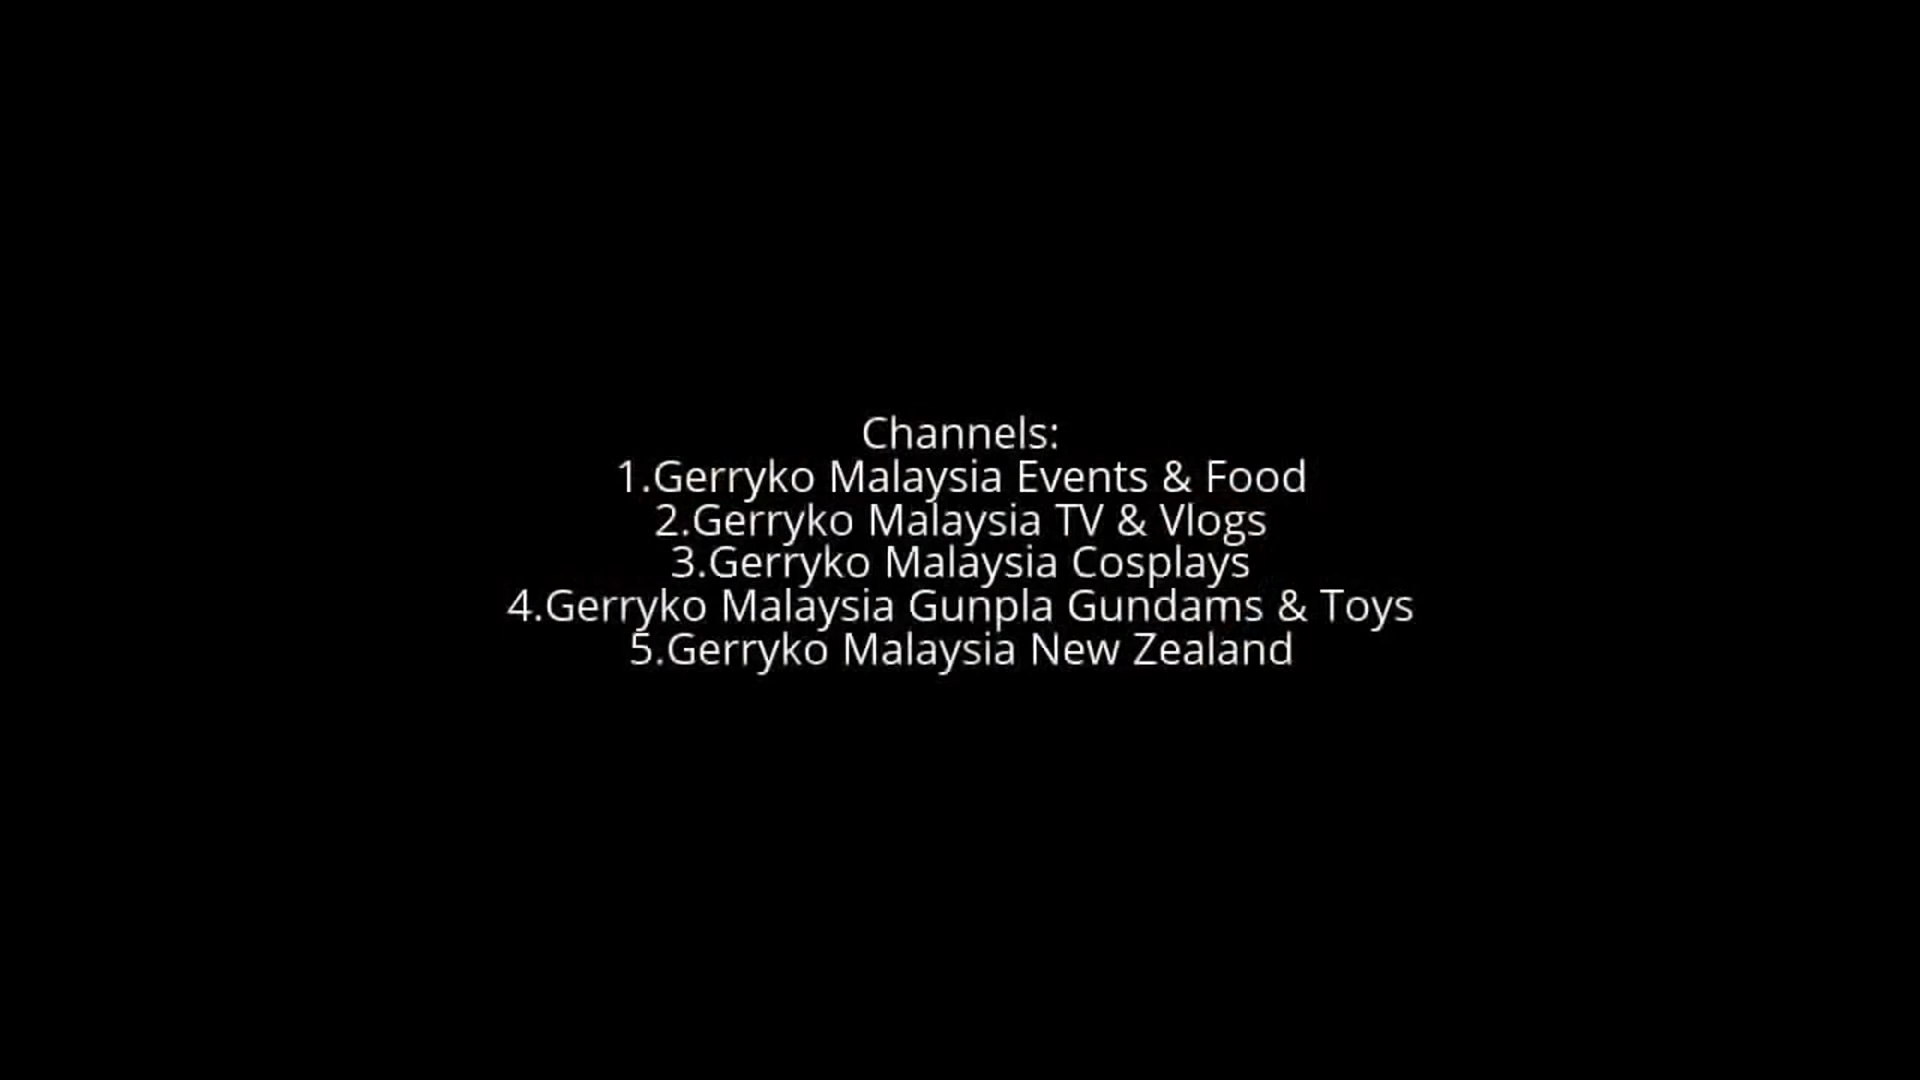 Channels:
1.Gerryko Malaysia Events & Food
2.Gerryko Malaysia TV & Vlogs
3.Gerryko Malaysia Cosplays
4.Gerryko Malaysia Gunpla Gundams & Toys
5.Gerryko Malaysia New Zealand